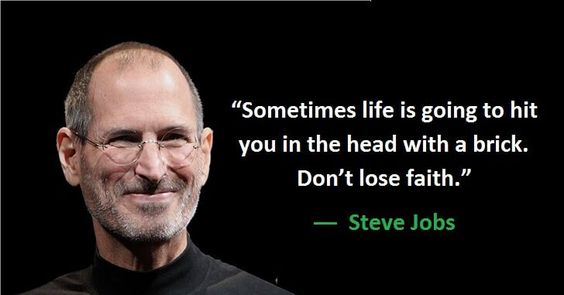 “Sometimes life is going to hit
you in the head with a brick.
Don’t lose faith.”
— Steve Jobs